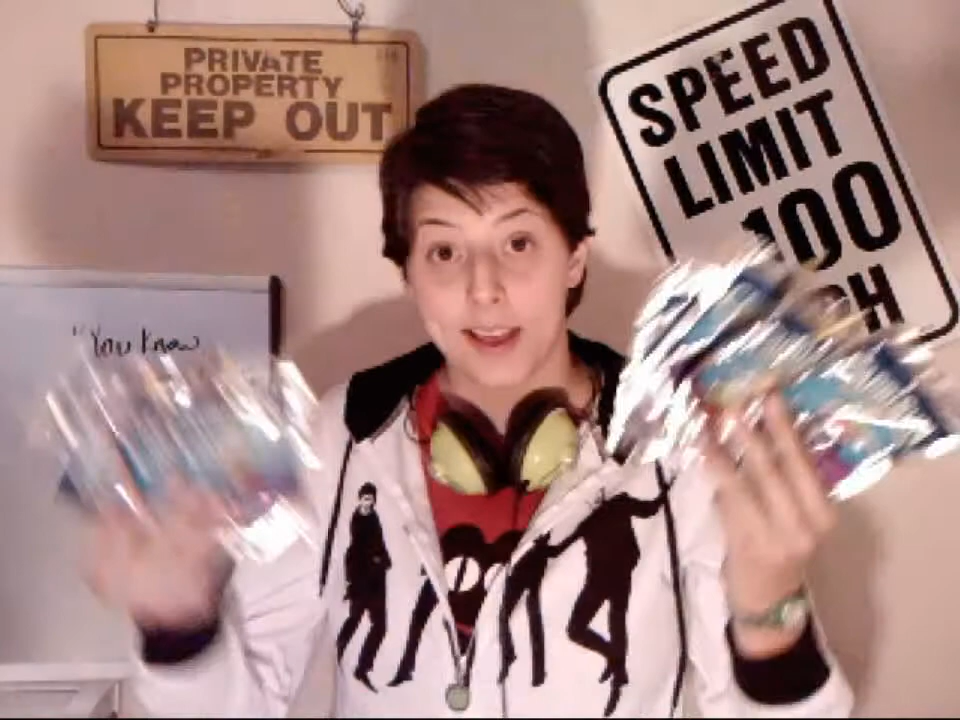 PRIVATE
PROPERTY
KEEP OUT
SPEED
LIMIT
100
"You Know